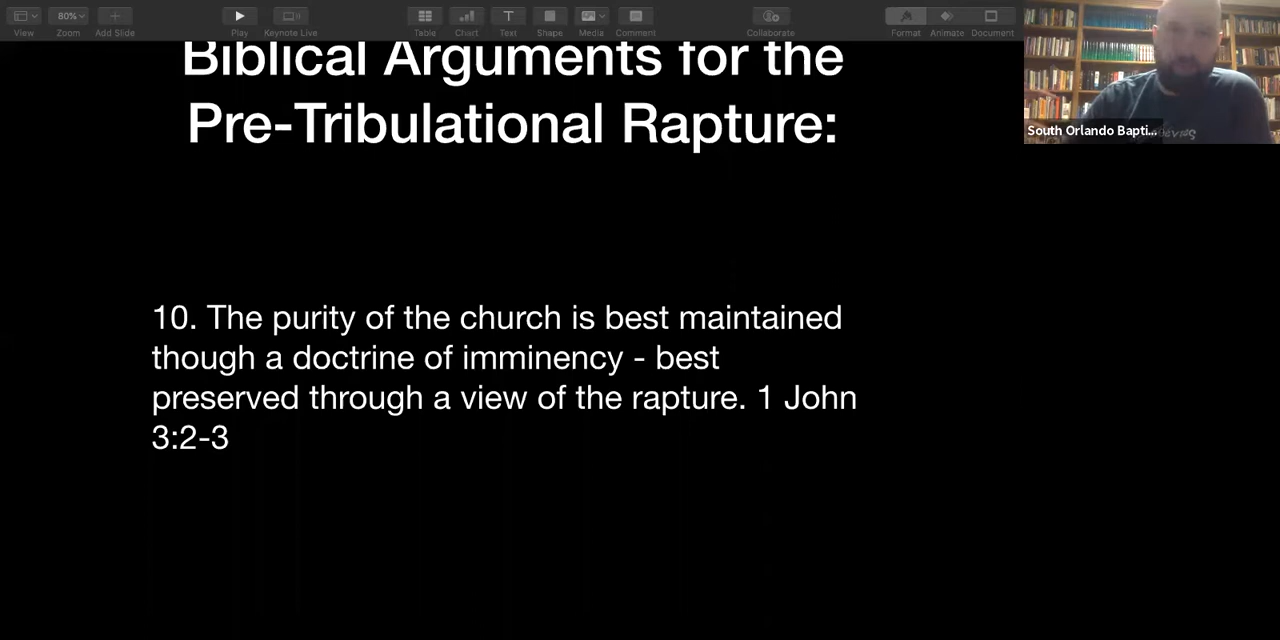 View
Zoom
Add Slide
Play
Keynote Live
Table
Chart
Text
Shape
Media
Comment
Collaborate
Format
Animate
Document
80%
Biblical Arguments for the
Pre-Tribulational Rapture:
South Orlando Bapti...
10. The purity of the church is best maintained
though a doctrine of imminency - best
preserved through a view of the rapture. 1 John
3:2-3